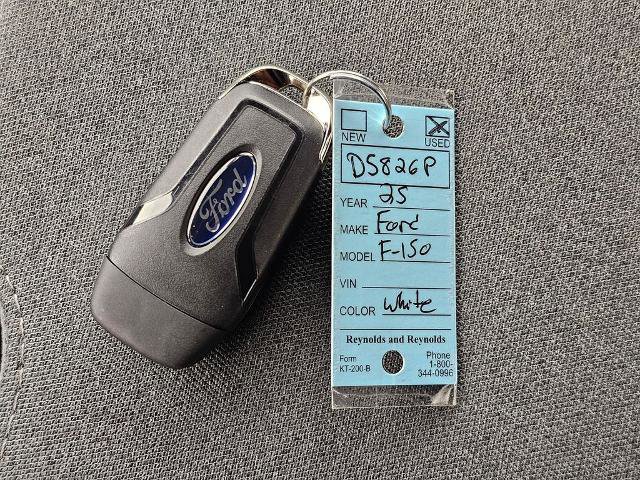 Ford
NEW USED
D5826P
YEAR 25
MAKE Ford
MODEL F-150
VIN
COLOR White
Reynolds and Reynolds
Form
KT-200-B
Phone
1-800-
344-0996